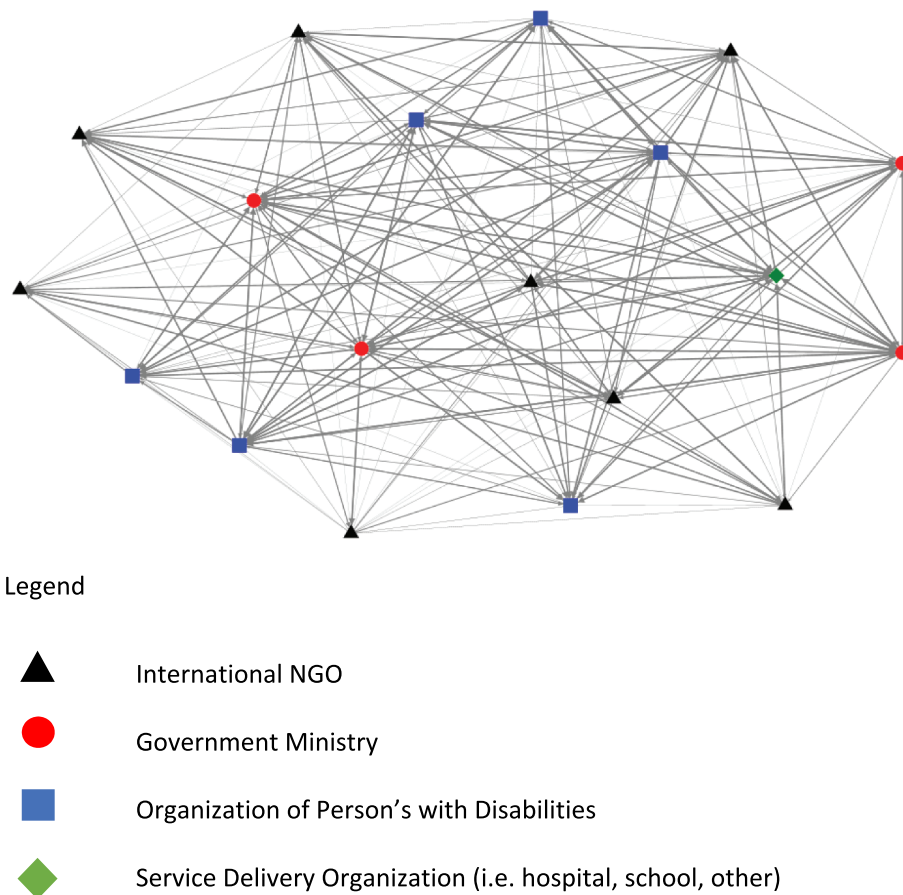 Legend
International NGO
Government Ministry
Organization of Person's with Disabilities
Service Delivery Organization (i.e. hospital, school, other)